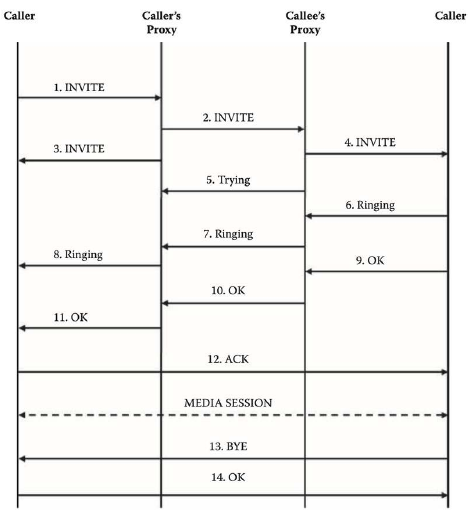 Caller
Caller's
Proxy
Callee's
Proxy
Caller
1. INVITE
2. INVITE
3. INVITE
4. INVITE
5. Trying
6. Ringing
7. Ringing
8. Ringing
9. OK
10. OK
11. OK
12. ACK
MEDIA SESSION
13. BYE
14. OK